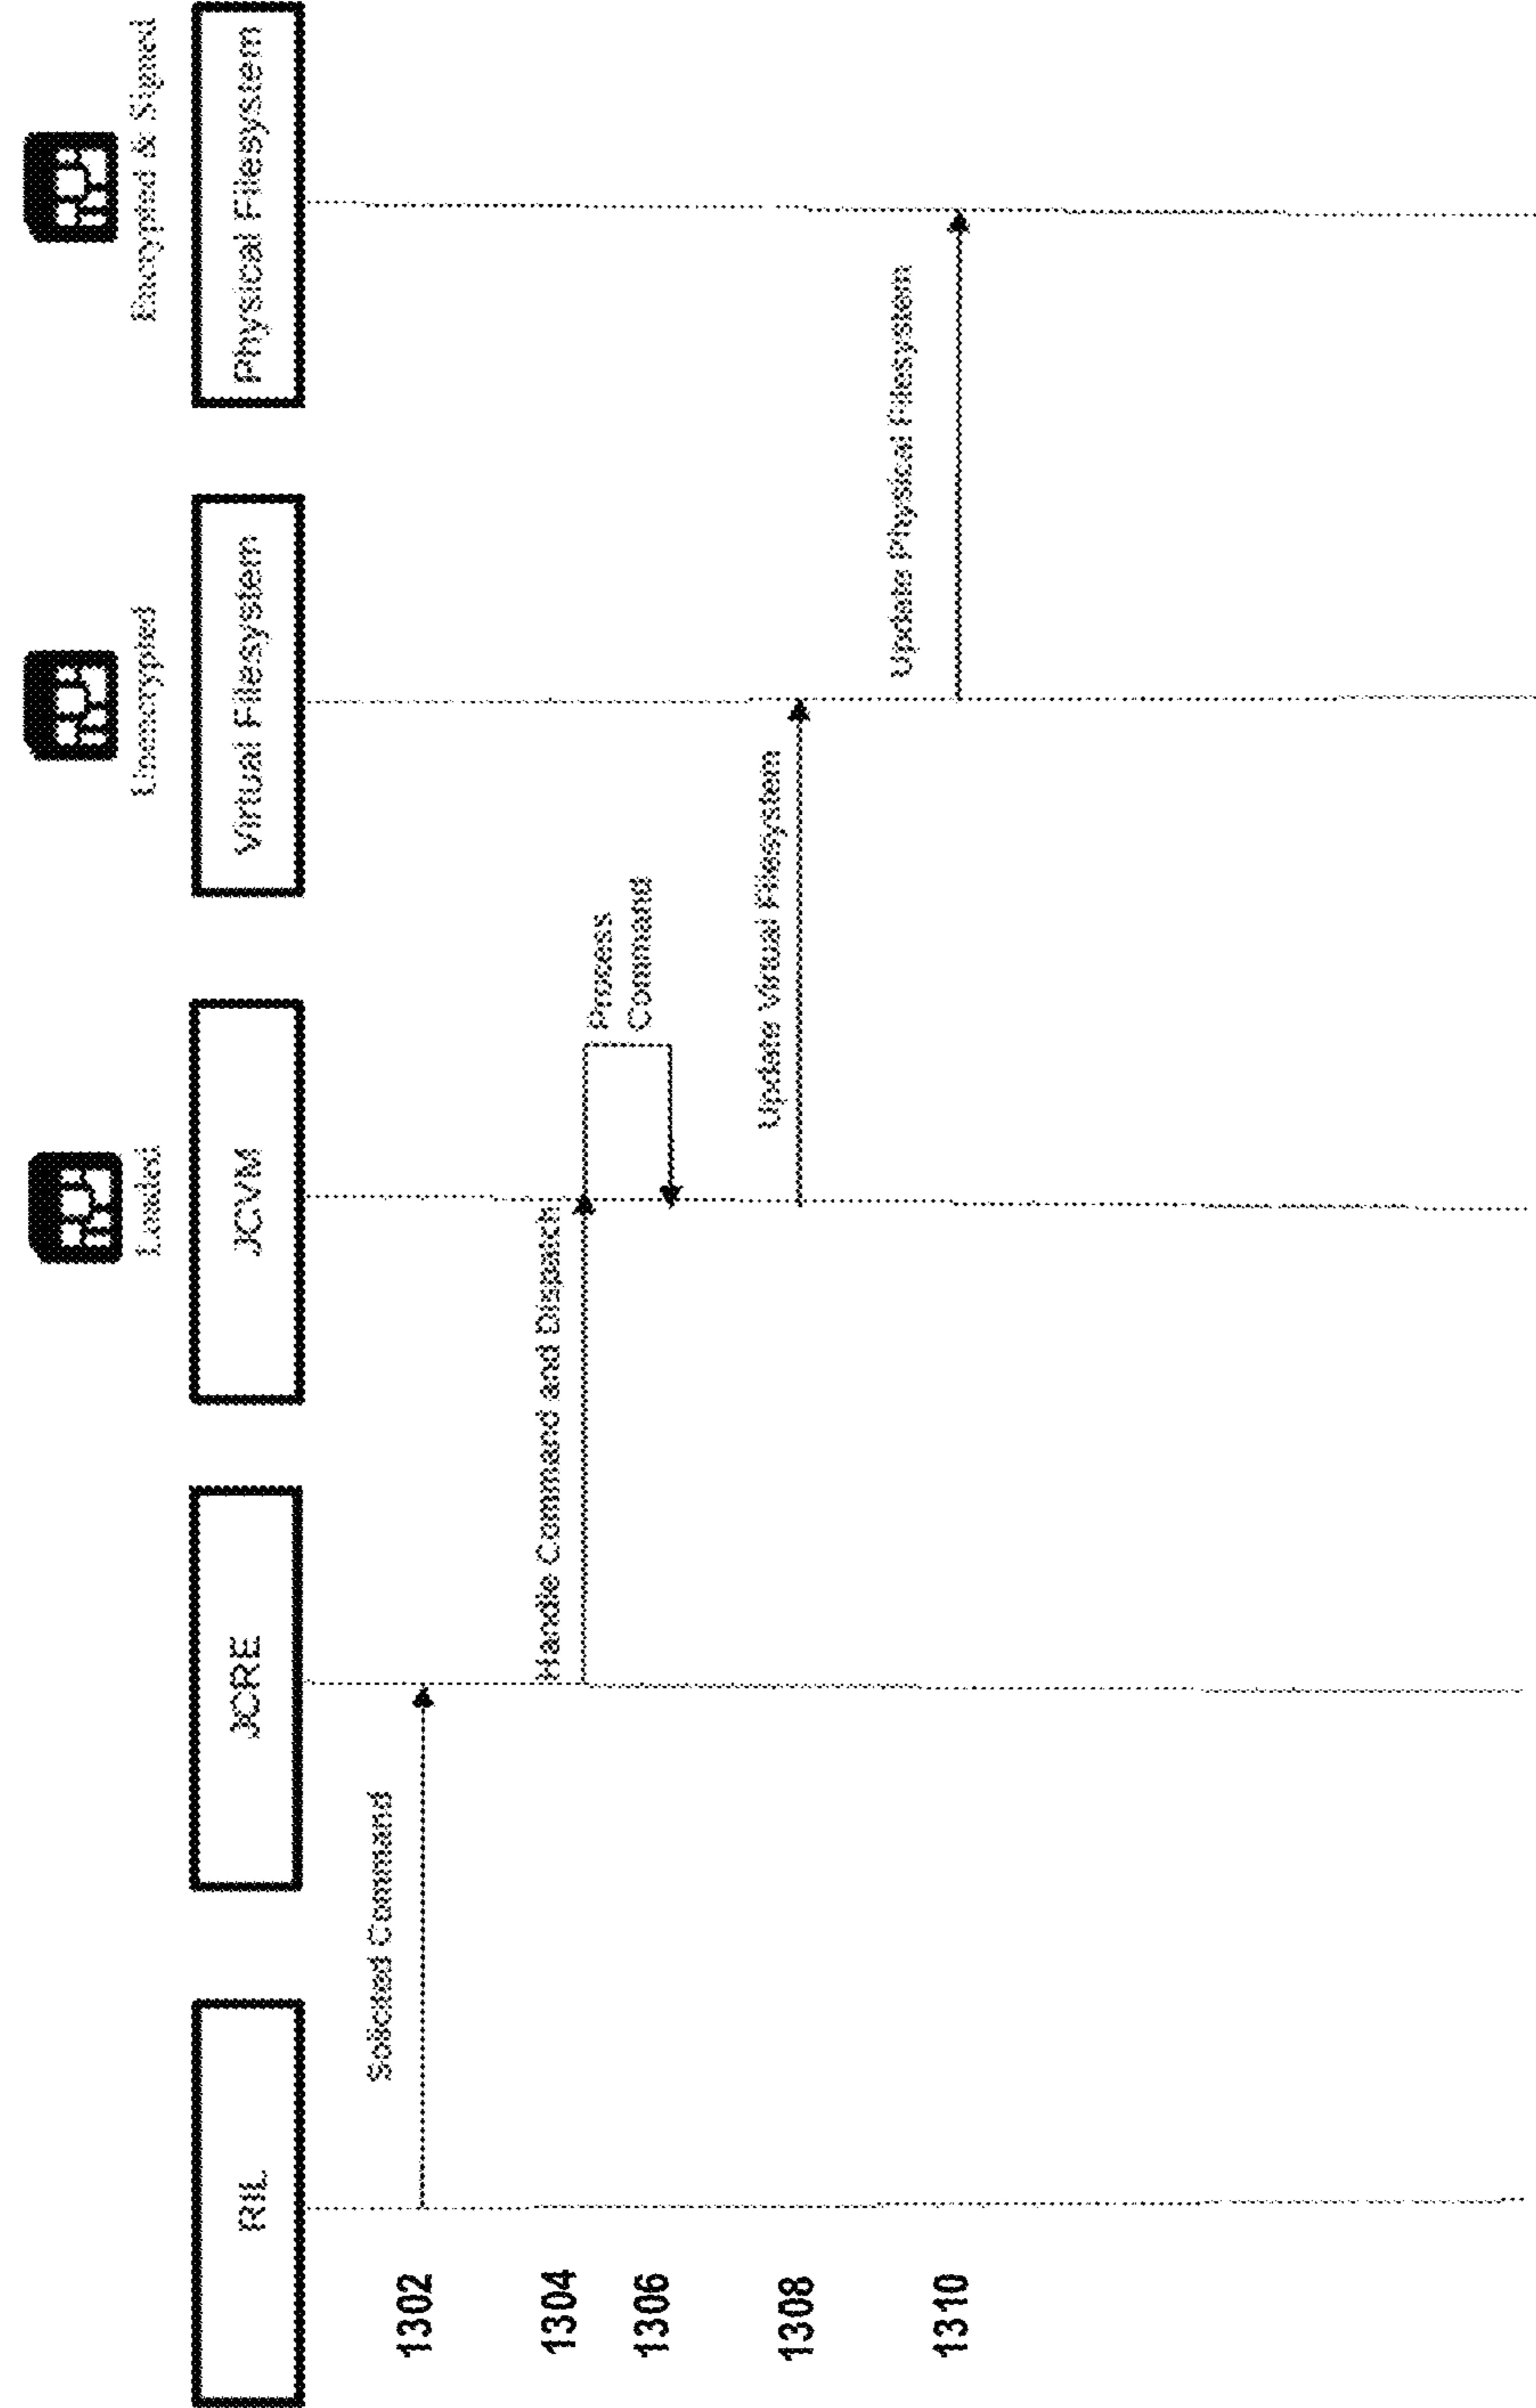 Loaded
Unencrypted
Encrypted & Signed
RIL
JCRE
JCVM
Virtual Filesystem
Physical Filesystem
1302
Solicited Command
1304
Handle Command and Dispatch
1306
Process
Command
1308
Update Virtual Filesystem
1310
Update Physical Filesystem